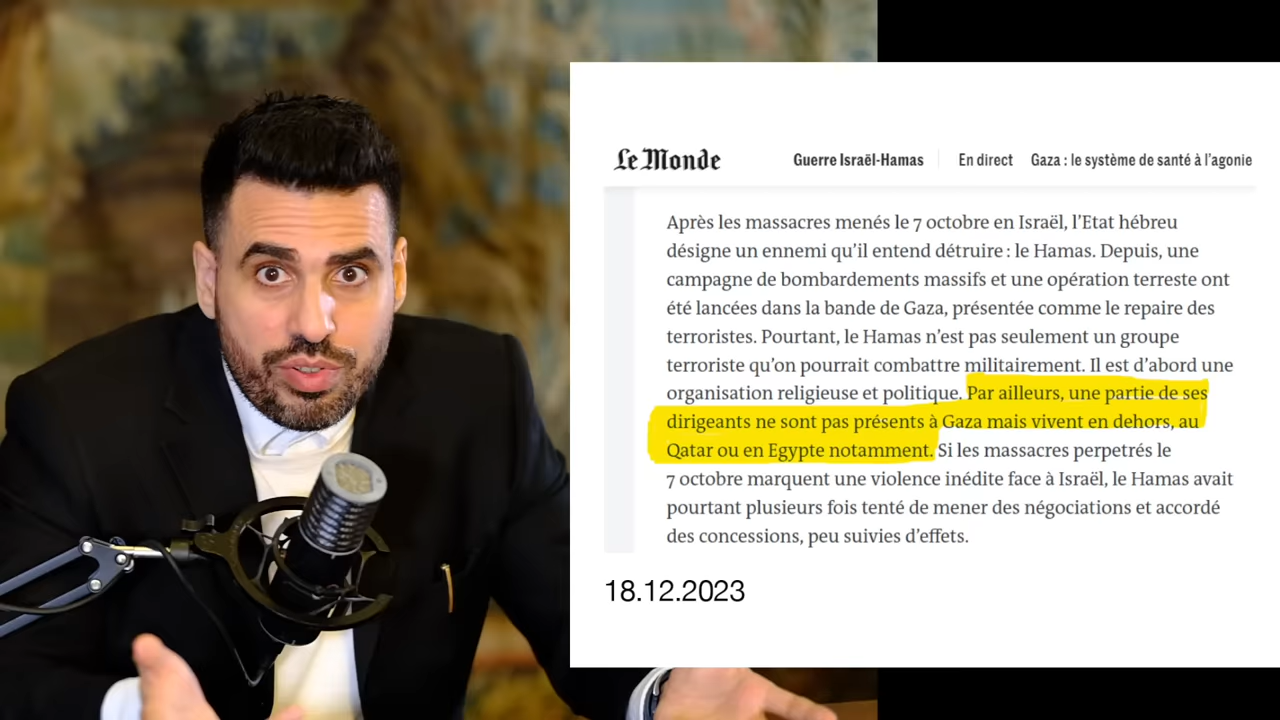 Le Monde
Guerre Israël-Hamas
En direct
Gaza : le système de santé à l'agonie
Après les massacres menés le 7 octobre en Israël, l'Etat hébreu
désigne un ennemi qu'il entend détruire : le Hamas. Depuis, une
campagne de bombardements massifs et une opération terreste ont
été lancées dans la bande de Gaza, présentée comme le repaire des
terroristes. Pourtant, le Hamas n'est pas seulement un groupe
terroriste qu'on pourrait combattre militairement. Il est d'abord une
organisation religieuse et politique. Par ailleurs, une partie de ses
dirigeants ne sont pas présents à Gaza mais vivent en dehors, au
Qatar ou en Egypte notamment. Si les massacres perpetrés le
7 octobre marquent une violence inédite face à Israël, le Hamas avait
pourtant plusieurs fois tenté de mener des négociations et accordé
des concessions, peu suivies d'effets.
18.12.2023